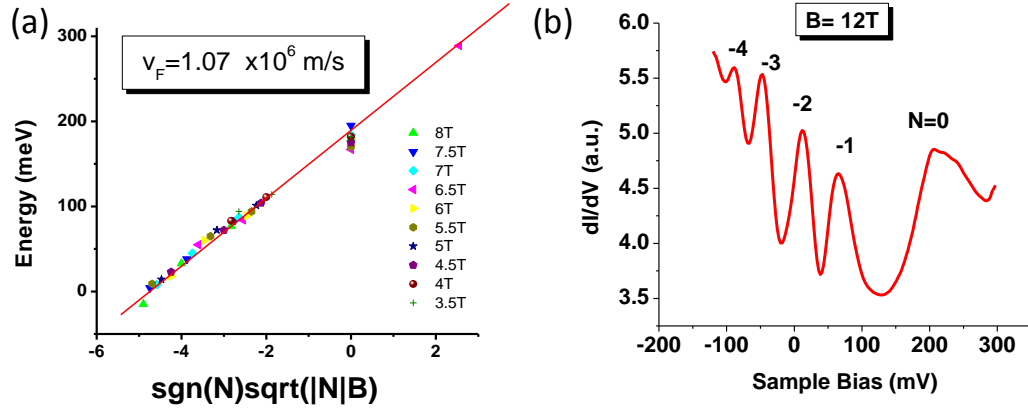 (a)
v_F=1.07 x10^6 m/s
Energy (meV)
300
200
100
0
-6 -4 -2 0 2
sgn(N)sqrt(|N|B)
8T
7.5T
7T
6.5T
6T
5.5T
5T
4.5T
4T
3.5T
(b)
B= 12T
dI/dV (a.u.)
6.0
5.5
5.0
4.5
4.0
3.5
-4
-3
-2
-1
N=0
-200 -100 0 100 200 300
Sample Bias (mV)